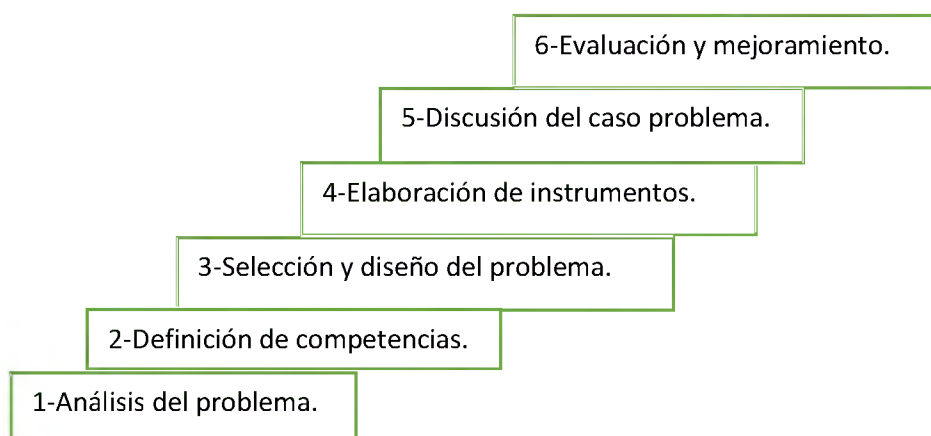 6-Evaluación y mejoramiento.
5-Discusión del caso problema.
4-Elaboración de instrumentos.
3-Selección y diseño del problema.
2-Definición de competencias.
1-Análisis del problema.